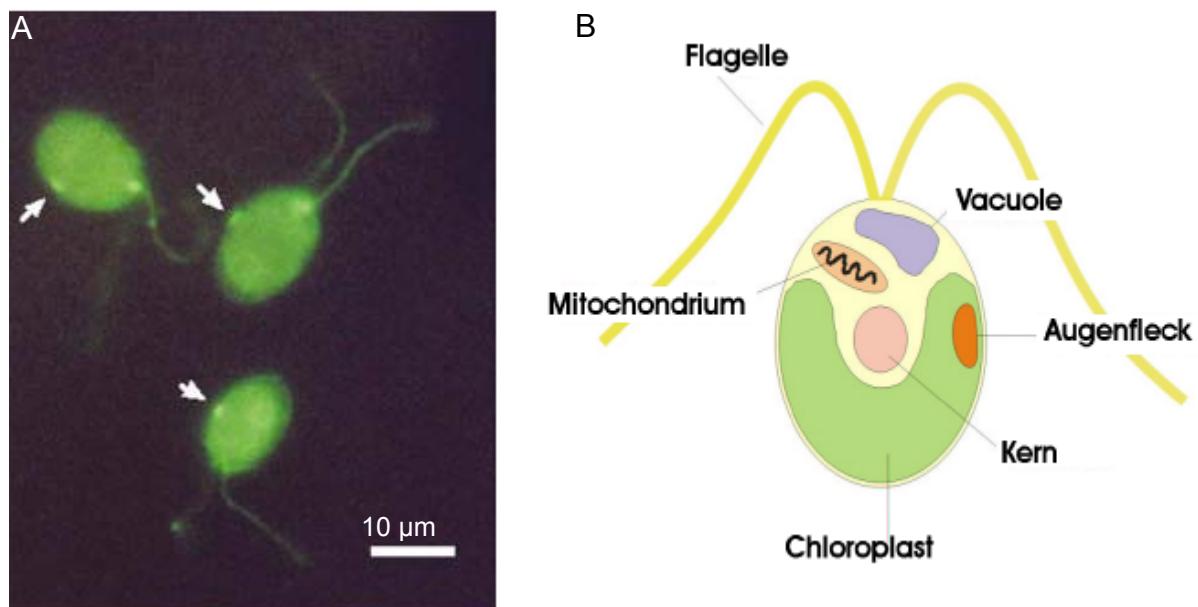 A
10 µm
B
Flagelle
Vacuole
Mitochondrium
Augenfleck
Kern
Chloroplast